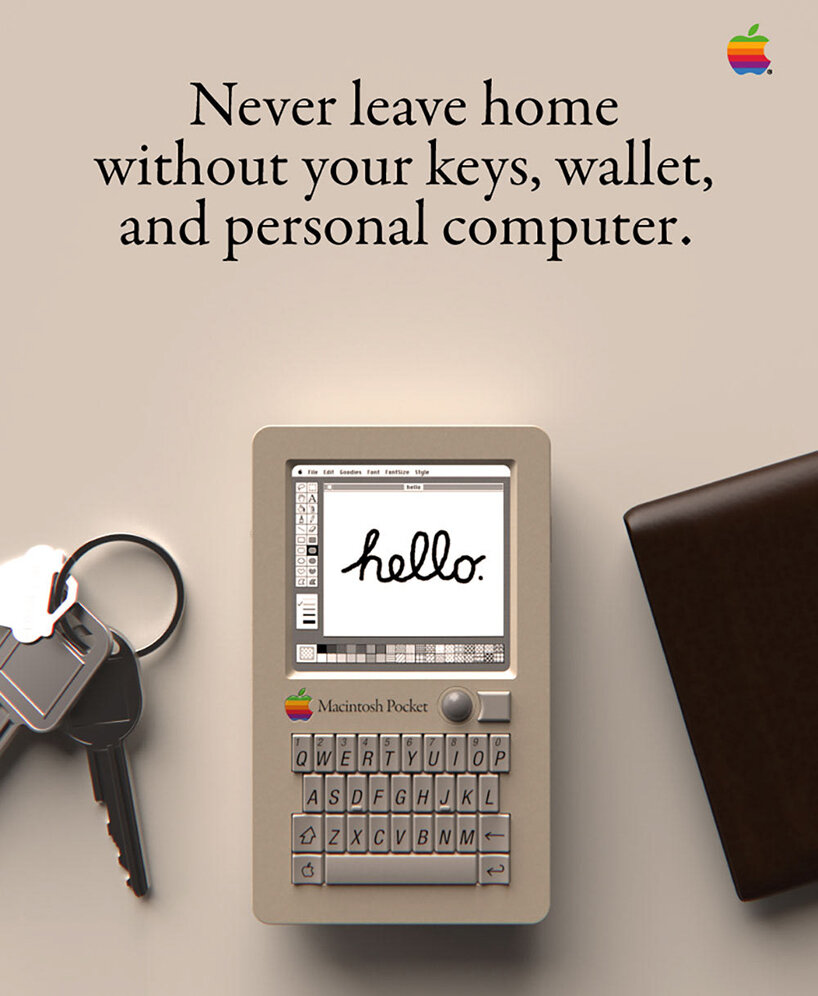 Never leave home
without your keys, wallet,
and personal computer.
File Edit Goodies Font FontSize Style
hello
A
hello.
Macintosh Pocket
1 2 3 4 5 6 7 8 9 0
Q W E R T Y U I O P
A S D F G H J K L
Z X C V B N M